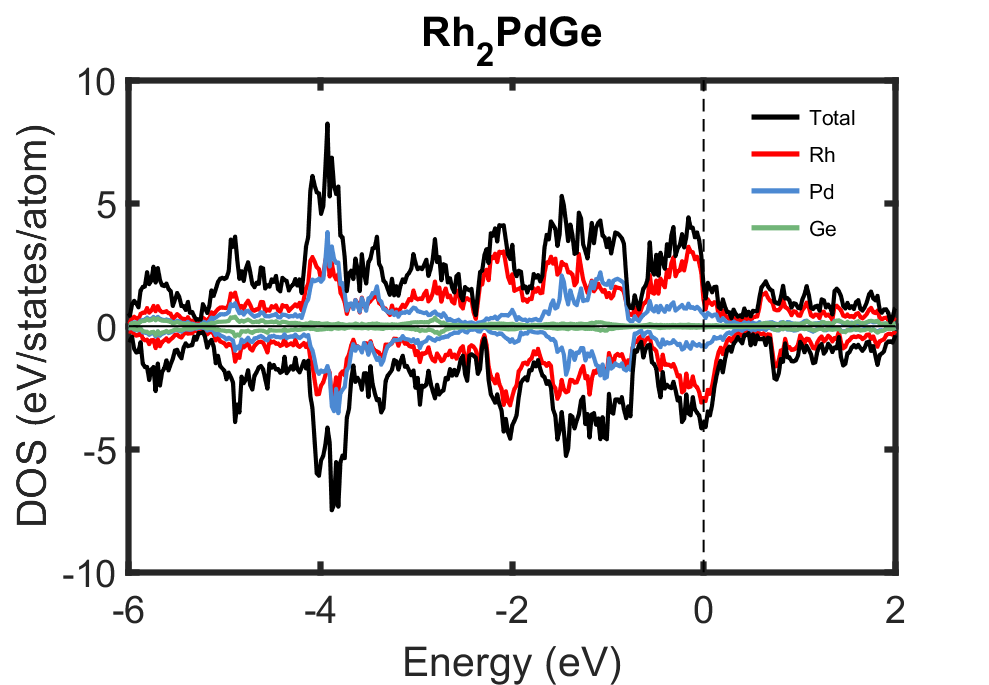 Rh2PdGe
DOS (eV/states/atom)
10
5
0
-5
-10
Total
Rh
Pd
Ge
-6 -4 -2 0 2
Energy (eV)